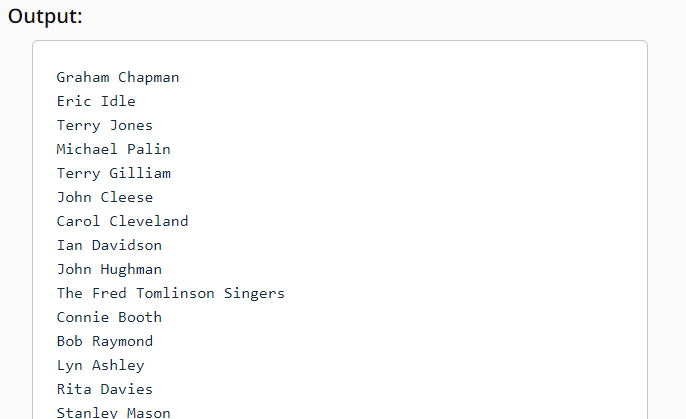 Output:
Graham Chapman
Eric Idle
Terry Jones
Michael Palin
Terry Gilliam
John Cleese
Carol Cleveland
Ian Davidson
John Hughman
The Fred Tomlinson Singers
Connie Booth
Bob Raymond
Lyn Ashley
Rita Davies
Stanley Mason